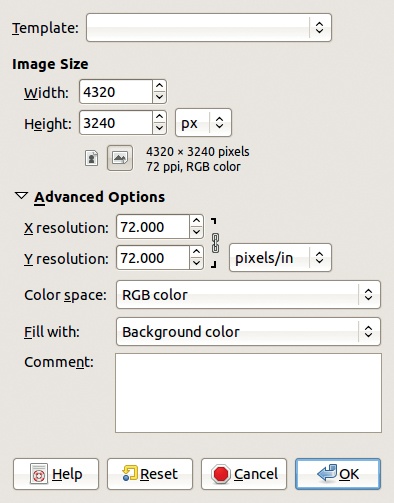 Template:
Image Size
Width: 4320
Height: 3240 px
4320 × 3240 pixels
72 ppi, RGB color
Advanced Options
X resolution: 72.000
Y resolution: 72.000 pixels/in
Color space: RGB color
Fill with: Background color
Comment:
Help Reset Cancel OK